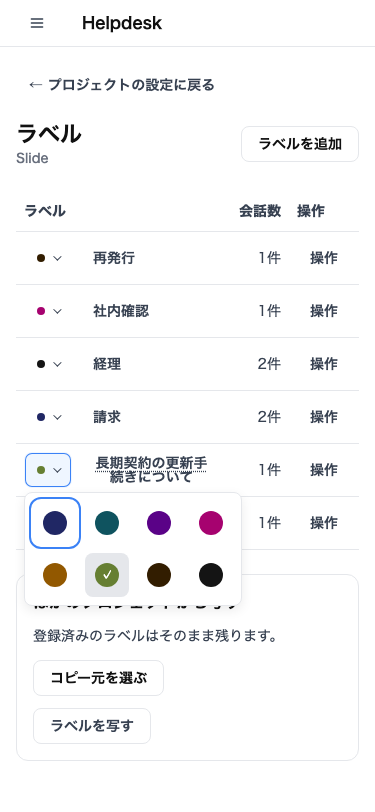 Helpdesk
← プロジェクトの設定に戻る
ラベル
Slide
ラベルを追加
ラベル 会話数 操作
再発行 1件 操作
社内確認 1件 操作
経理 2件 操作
請求 2件 操作
長期契約の更新手
続きについて
1件 操作
1件 操作
登録済みのラベルはそのまま残ります。
コピー元を選ぶ
ラベルを写す